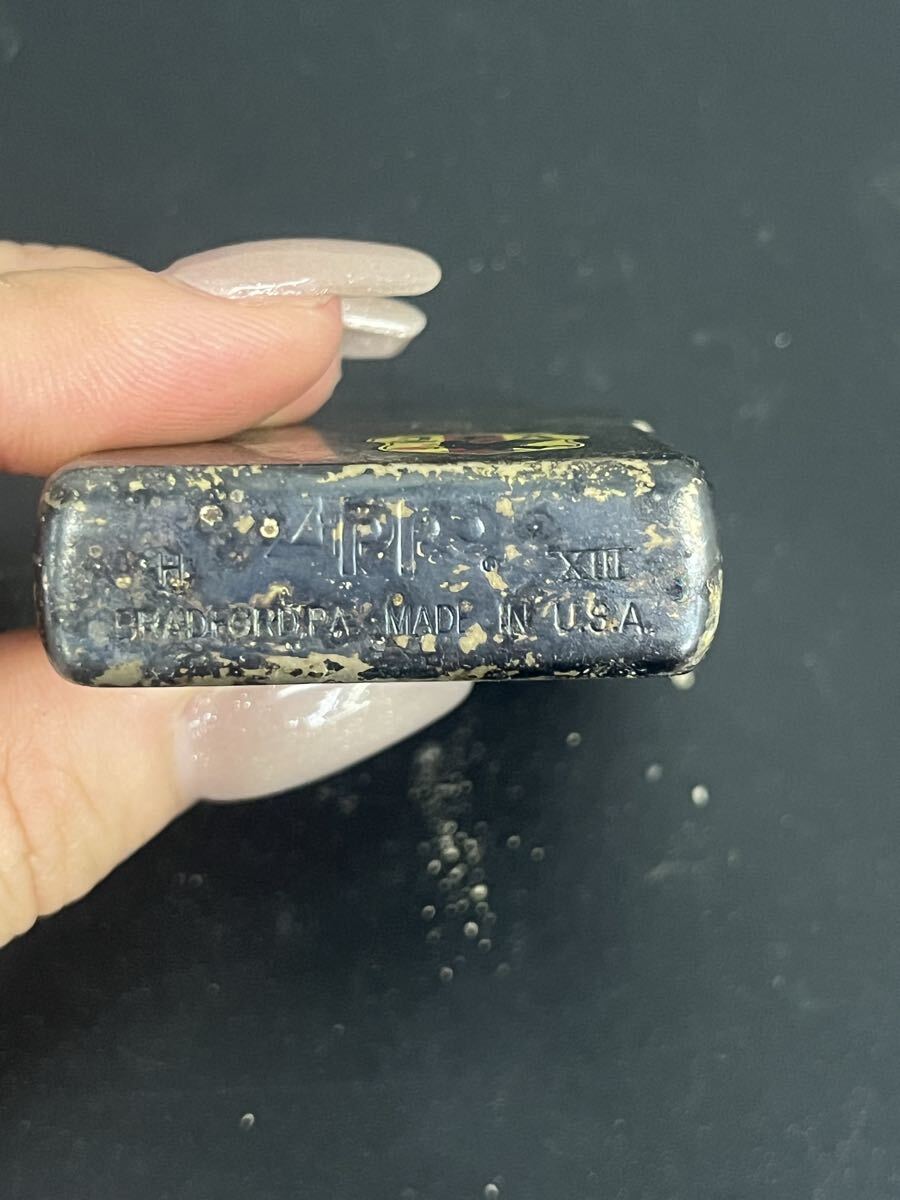 ZIPPO
H XIII
BRADFORD, PA. MADE IN U.S.A.